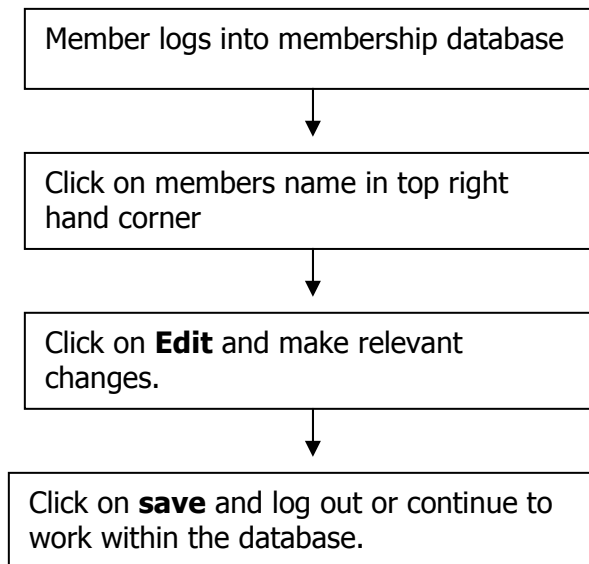 Member logs into membership database
Click on members name in top right
hand corner
Click on Edit and make relevant
changes.
Click on save and log out or continue to
work within the database.